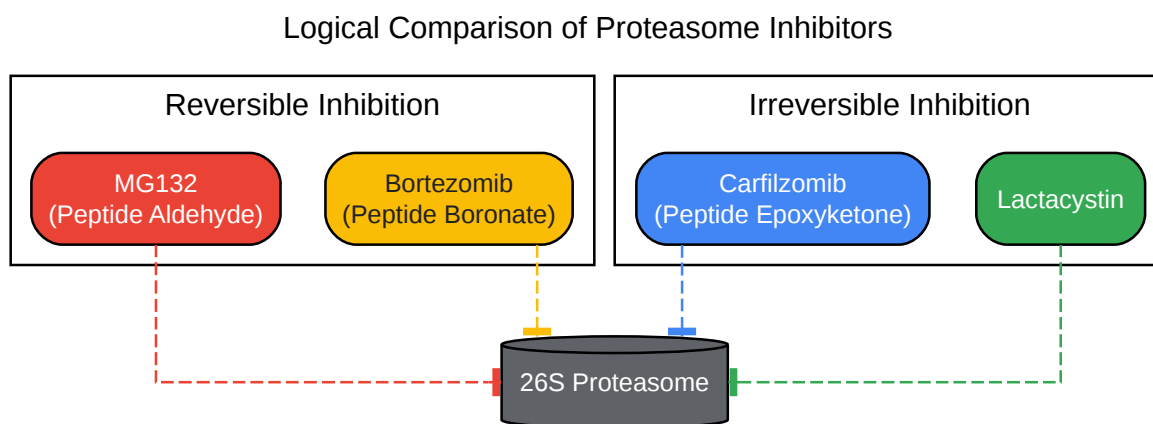 Logical Comparison of Proteasome Inhibitors
Reversible Inhibition
MG132
(Peptide Aldehyde)
Bortezomib
(Peptide Boronate)
Irreversible Inhibition
Carfilzomib
(Peptide Epoxyketone)
Lactacystin
26S Proteasome